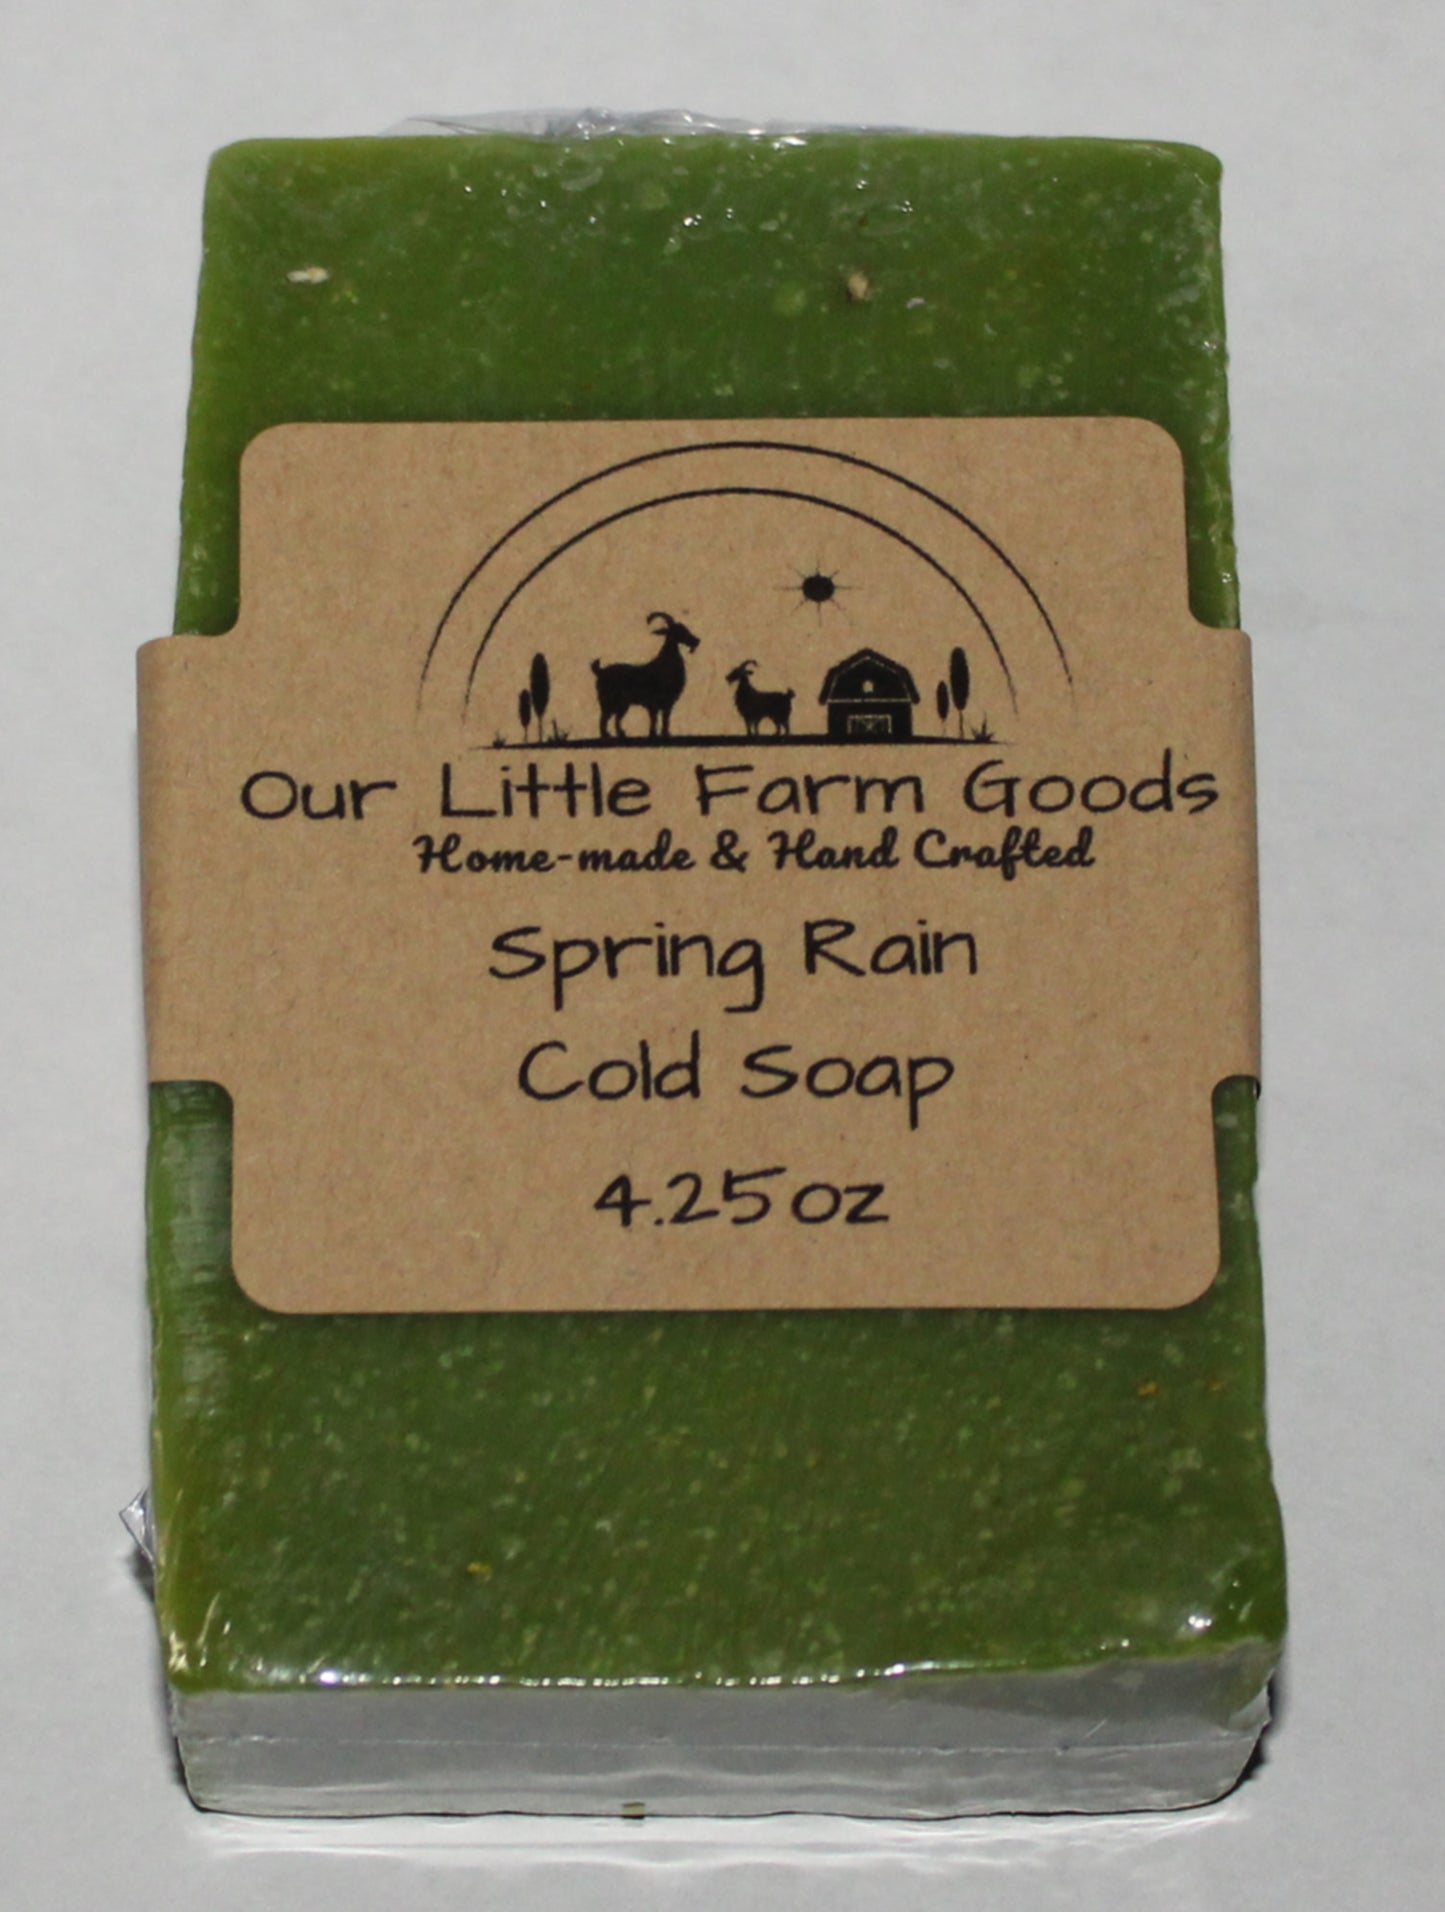 Our Little Farm Goods
Home-made & Hand Crafted
Spring Rain
Cold Soap
4.25 oz